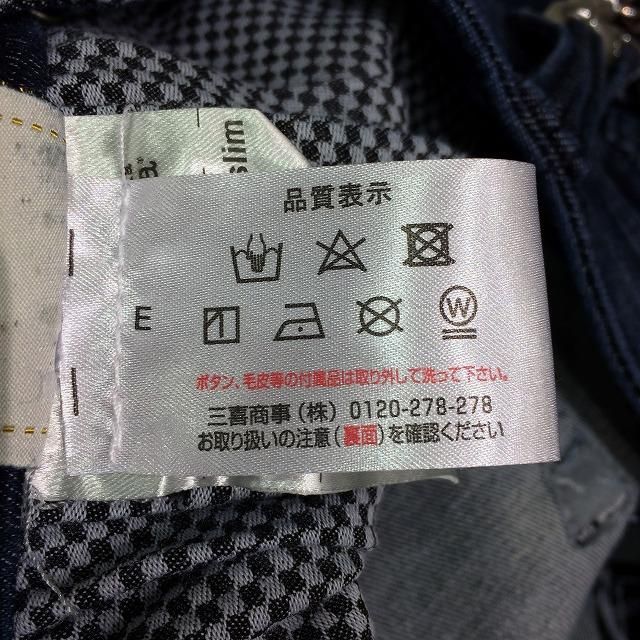 slim
品質表示
E
W
ボタン、毛皮等の付属品は取り外して洗って下さい。
三喜商事（株）0120-278-278
お取り扱いの注意（裏面）を確認ください